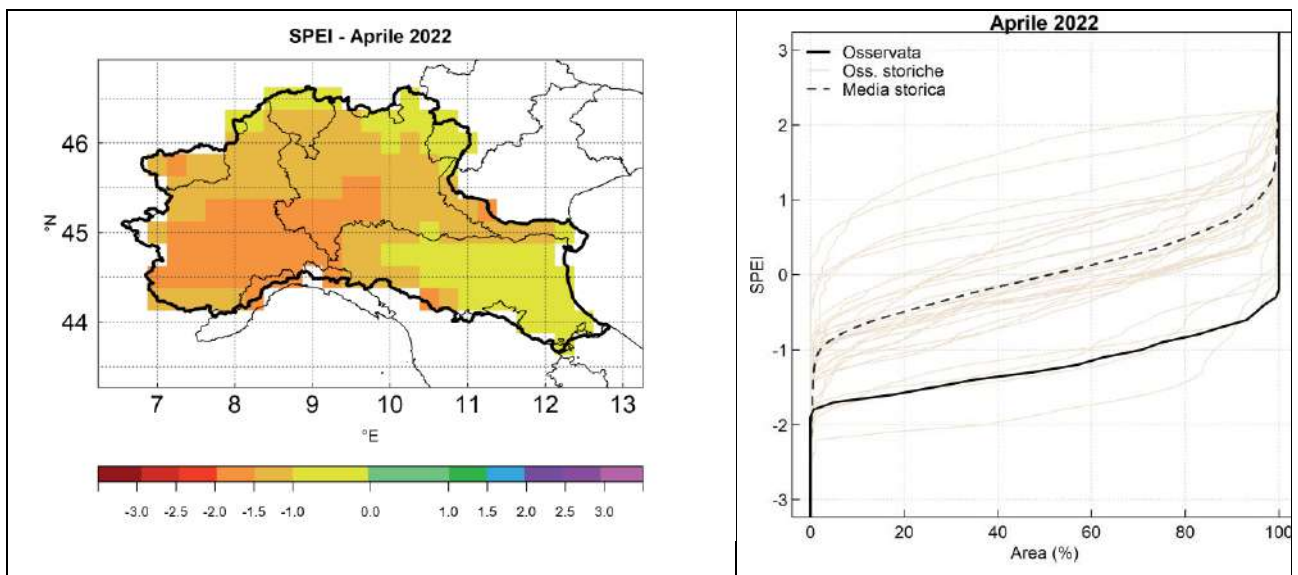 SPEI - Aprile 2022
46
45
44
°N
7 8 9 10 11 12 13
°E
-3.0 -2.5 -2.0 -1.5 -1.0 0.0 1.0 1.5 2.0 2.5 3.0
Aprile 2022
Osservata
Oss. storiche
Media storica
3
2
1
0
-1
-2
-3
SPEI
0 20 40 60 80 100
Area (%)